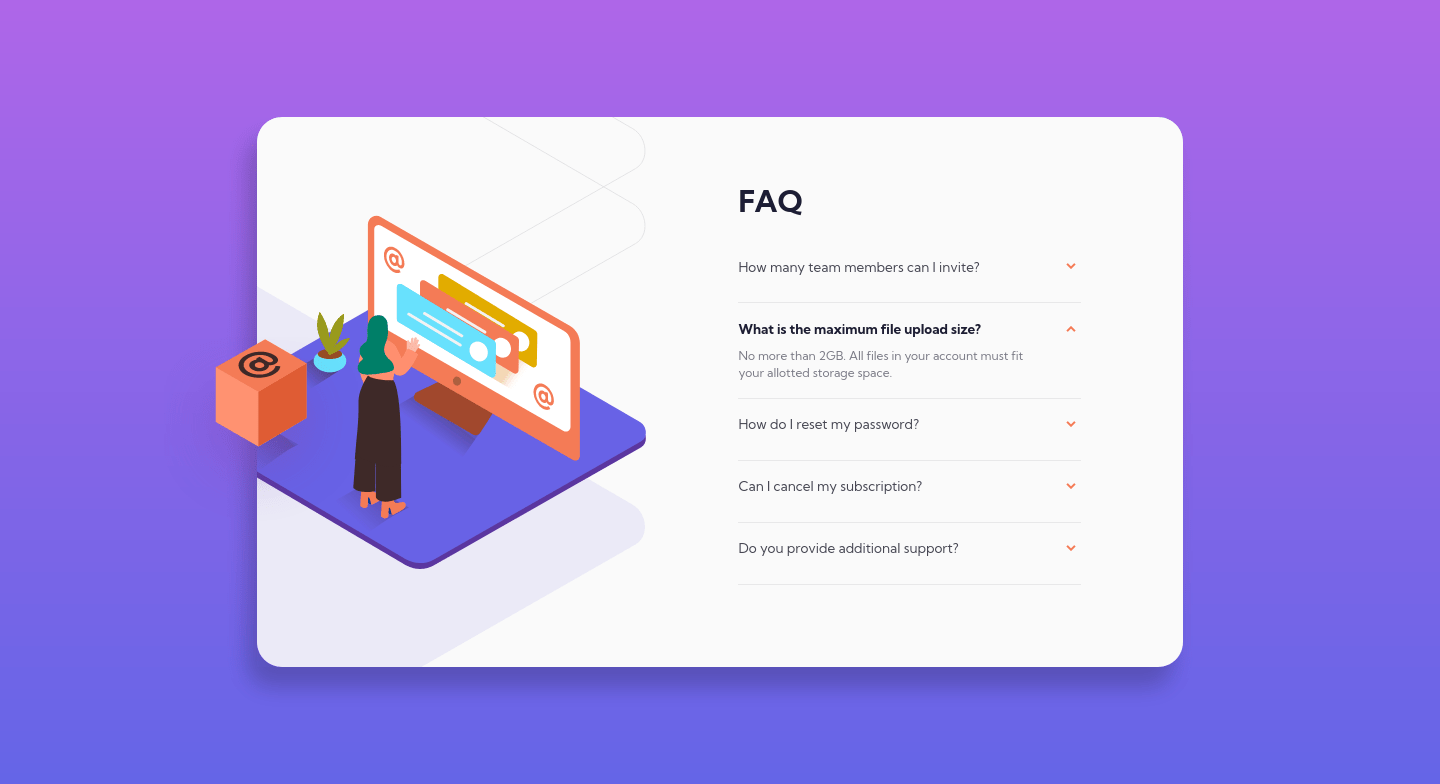 FAQ
How many team members can I invite?
What is the maximum file upload size?
No more than 2GB. All files in your account must fit
your allotted storage space.
How do I reset my password?
Can I cancel my subscription?
Do you provide additional support?
@
@
@